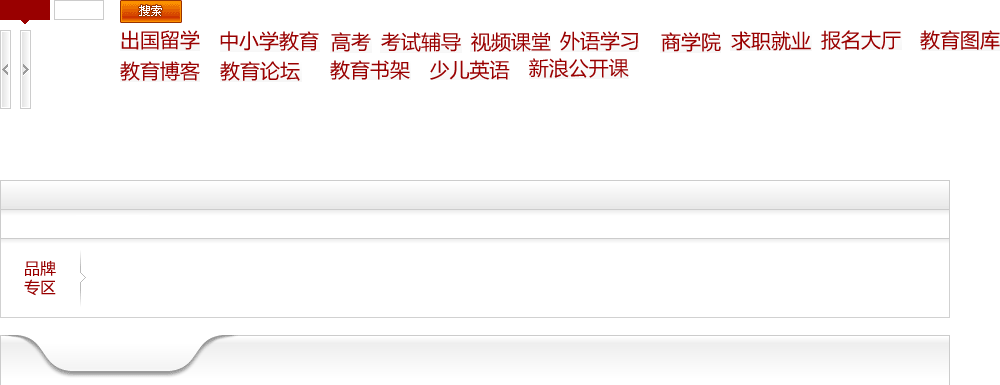 搜索
出国留学 中小学教育 高考 考试辅导 视频课堂 外语学习 商学院 求职就业 报名大厅 教育图库
教育博客 教育论坛 教育书架 少儿英语 新浪公开课
品牌
专区